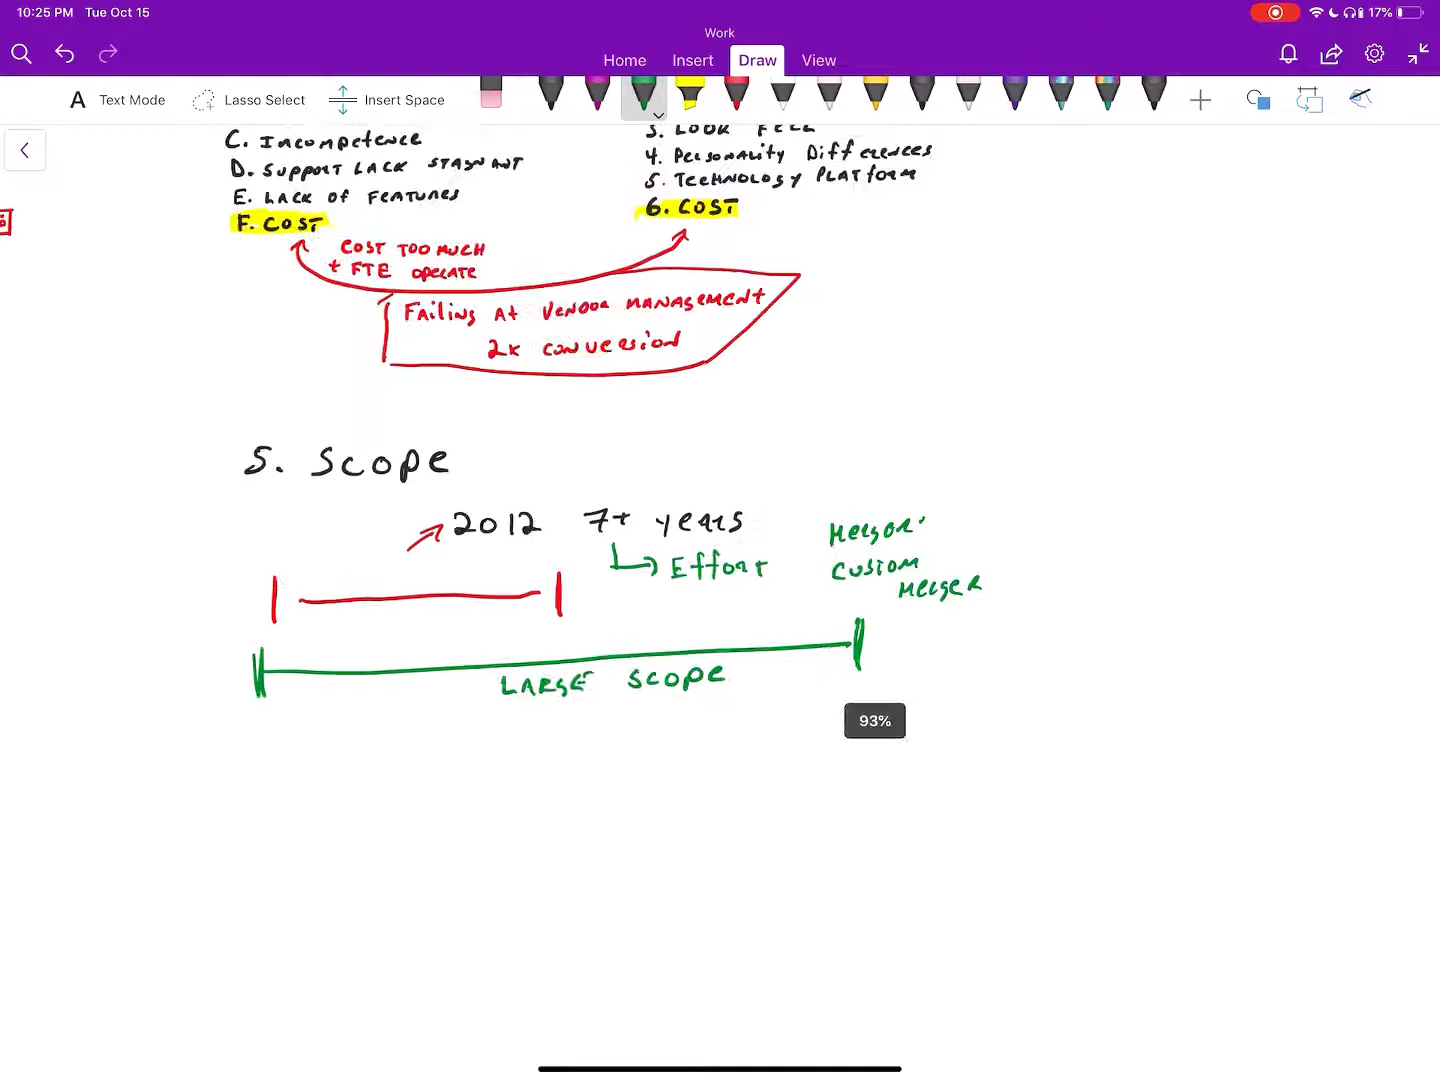 10:25 PM Tue Oct 15
17%
Work
Home Insert Draw View
A Text Mode Lasso Select Insert Space
C. Incompetence
D. Support Lack Stagnant
E. Lack of Features
F. COST
3. Look Feel
4. Personality Differences
5. Technology Platform
6. COST
COST TOO MUCH
+ FTE operate
Failing At Vendor Management
2x Conversion
5. Scope
2012 7+ years
Effort
Custom
Merger
Large Scope
93%